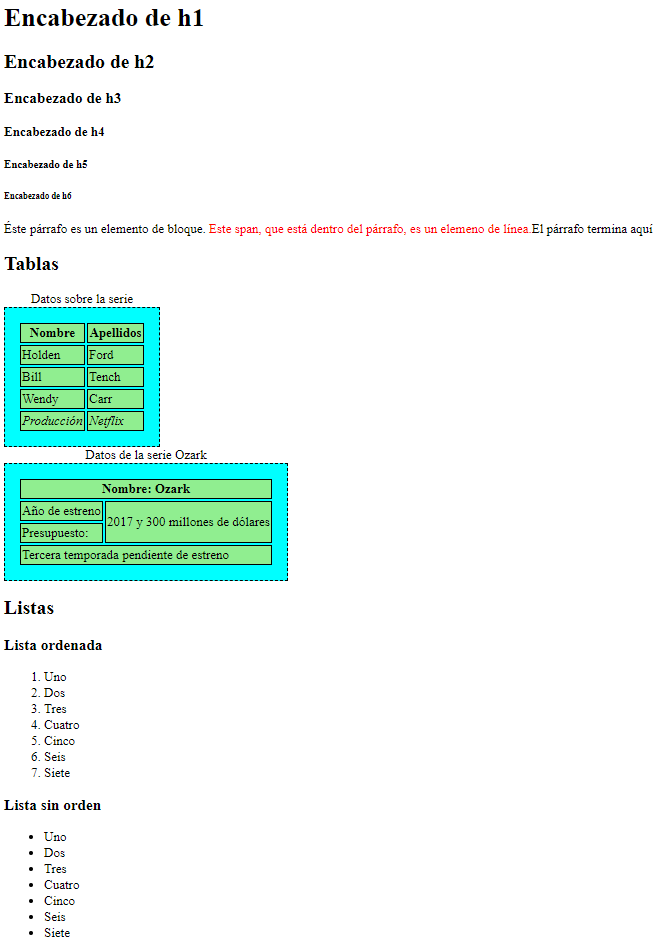 Encabezado de h1
Encabezado de h2
Encabezado de h3
Encabezado de h4
Encabezado de h5
Encabezado de h6
Éste párrafo es un elemento de bloque. Este span, que está dentro del párrafo, es un elemeno de línea.El párrafo termina aquí
Tablas
Datos sobre la serie
Nombre Apellidos
Holden Ford
Bill Tench
Wendy Carr
Producción Netflix
Datos de la serie Ozark
Nombre: Ozark
Año de estreno
2017 y 300 millones de dólares
Presupuesto:
Tercera temporada pendiente de estreno
Listas
Lista ordenada
1. Uno
2. Dos
3. Tres
4. Cuatro
5. Cinco
6. Seis
7. Siete
Lista sin orden
• Uno
• Dos
• Tres
• Cuatro
• Cinco
• Seis
• Siete